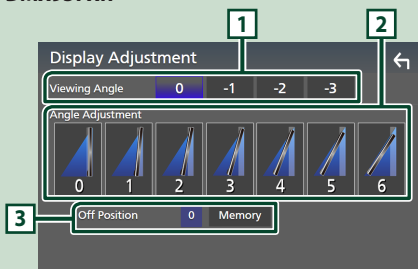 1
2
Display Adjustment
Viewing Angle 0 -1 -2 -3
Angle Adjustment
0 1 2 3 4 5 6
3
Off Position 0 Memory